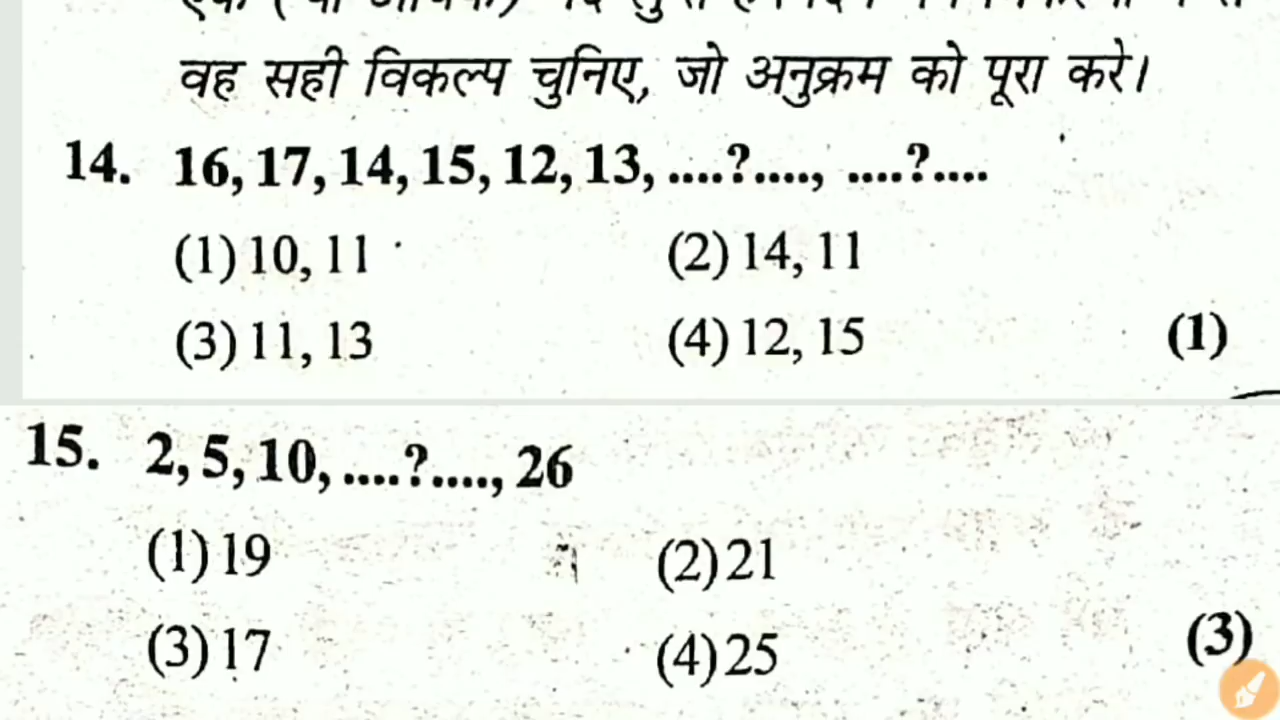 वह सही विकल्प चुनिए, जो अनुक्रम को पूरा करे।
14. 16, 17, 14, 15, 12, 13, ....?...., ....?....
(1) 10, 11 (2) 14, 11
(3) 11, 13 (4) 12, 15 (1)
15. 2, 5, 10, ....?...., 26
(1) 19 (2) 21
(3) 17 (4) 25 (3)